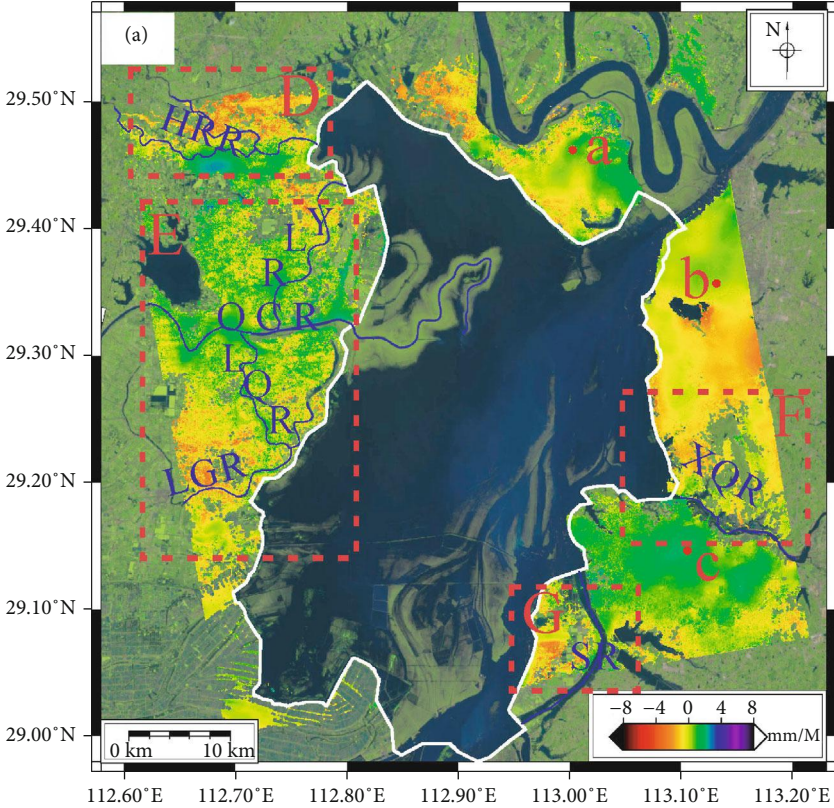 (a)
N
29.50°N
29.40°N
29.30°N
29.20°N
29.10°N
29.00°N
D
HRR
a
E
L Y
R
b
O C R
L
Q
R
F
LGR
XQR
c
G
SR
−8 −4 0 4 8
mm/M
0 km 10 km
112.60°E 112.70°E 112.80°E 112.90°E 113.00°E 113.10°E 113.20°E